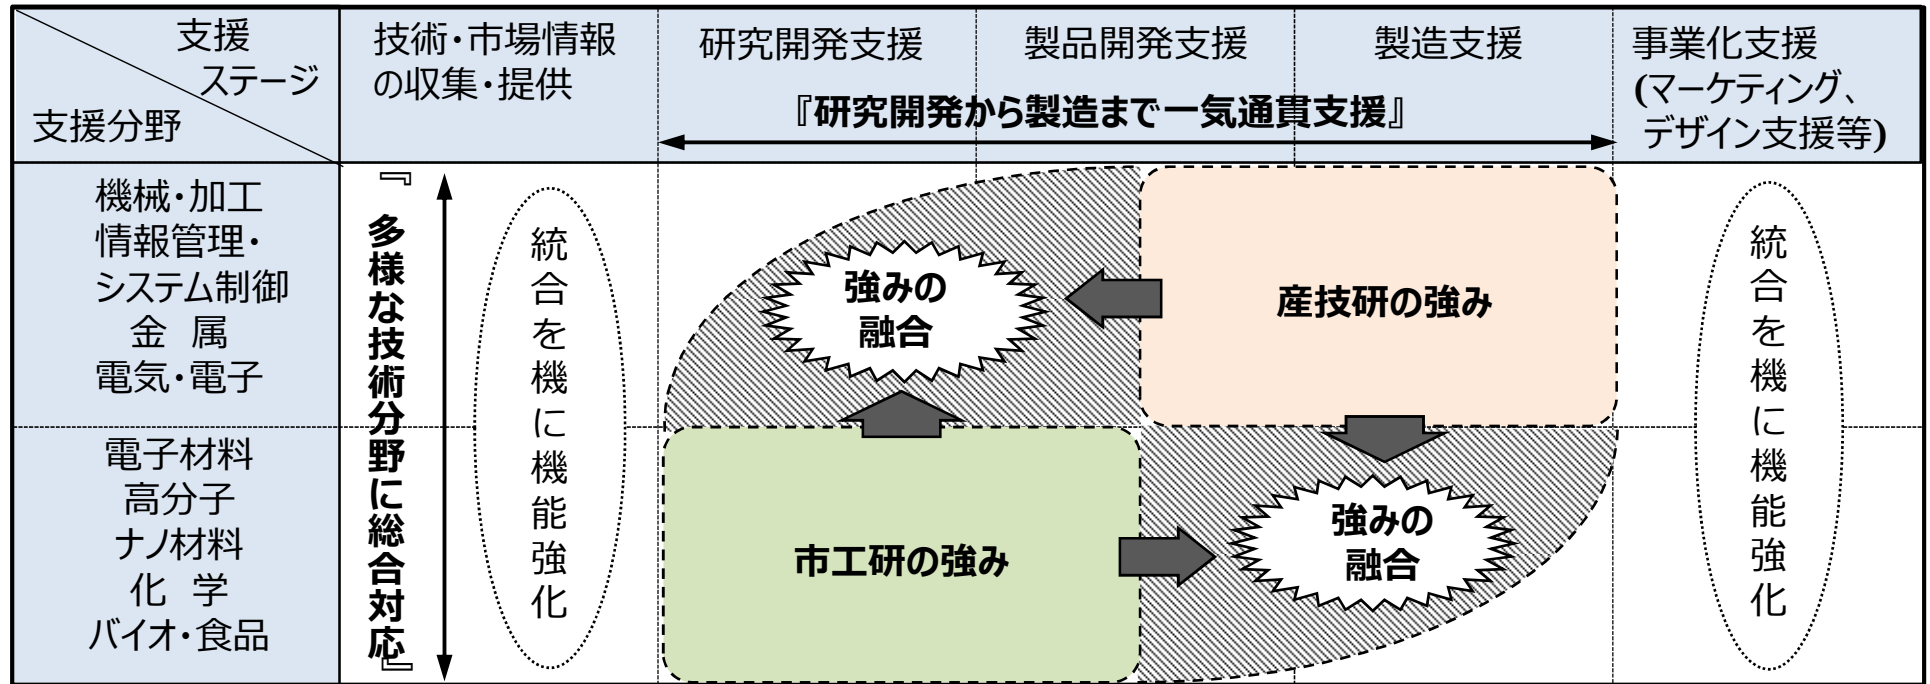 支援
ステージ
支援分野
技術・市場情報
の収集・提供
研究開発支援
製品開発支援
製造支援
事業化支援
(マーケティング、
デザイン支援等)
『研究開発から製造まで一気通貫支援』
機械・加工
情報管理・
システム制御
金 属
電気・電子
電子材料
高分子
ナノ材料
化 学
バイオ・食品
『多様な技術分野に総合対応』
統合を機に機能強化
強みの
融合
産技研の強み
市工研の強み
強みの
融合
統合を機に機能強化